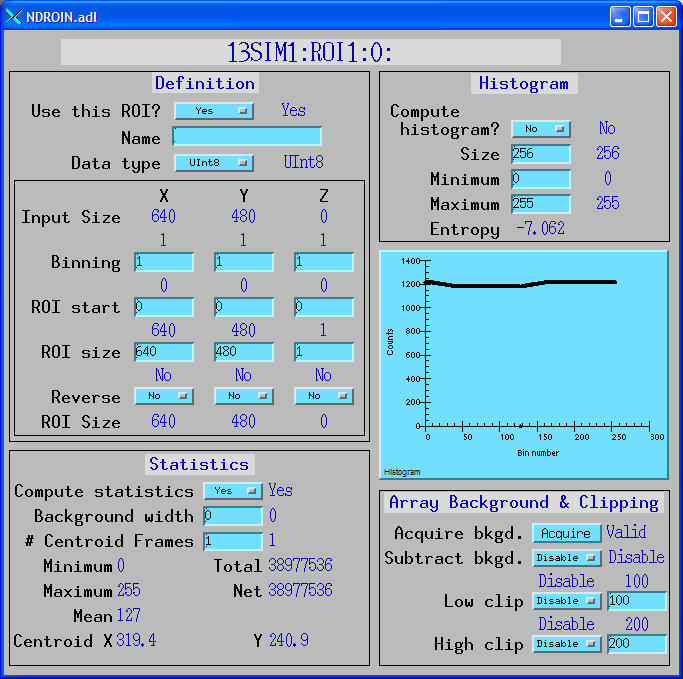 NDROIN.adl
13SIM1:ROI1:0:
Definition
Use this ROI? Yes Yes
Name
Data type UInt8 UInt8
X Y Z
Input Size 640 480 0
1 1 1
Binning 1 1 1
0 0 0
ROI start 0 0 0
640 480 1
ROI size 640 480 1
No No No
Reverse No No No
ROI Size 640 480 0
Statistics
Compute statistics Yes Yes
Background width 0 0
# Centroid Frames 1 1
Minimum 0 Total 38977536
Maximum 255 Net 38977536
Mean 127
Centroid X 319.4 Y 240.9
Histogram
Compute
histogram? No No
Size 256 256
Minimum 0 0
Maximum 255 255
Entropy -7.062
1400
1200
1000
800
600
400
200
0
Counts
0 50 100 150 200 250 300
Bin number
Histogram
Array Background & Clipping
Acquire bkgd. Acquire Valid
Subtract bkgd. Disable Disable
Disable 100
Low clip Disable 100
Disable 200
High clip Disable 200